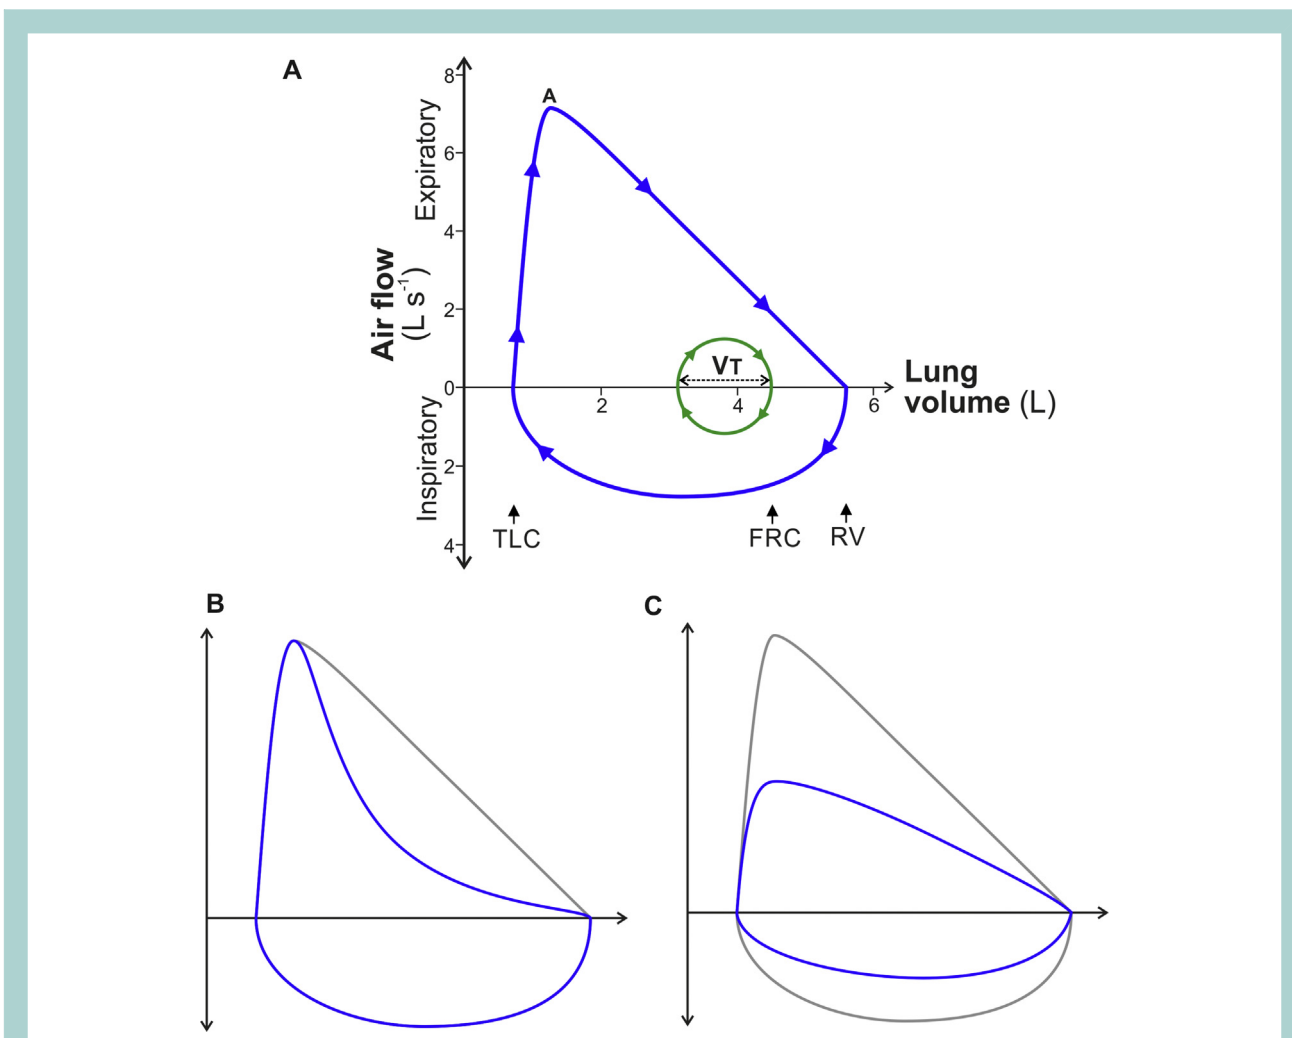 A
8
A
Expiratory
6
4
Air flow
(L s⁻¹)
2
VT
0
2
4
6
Lung
volume (L)
Inspiratory
2
4
TLC
FRC
RV
B
C